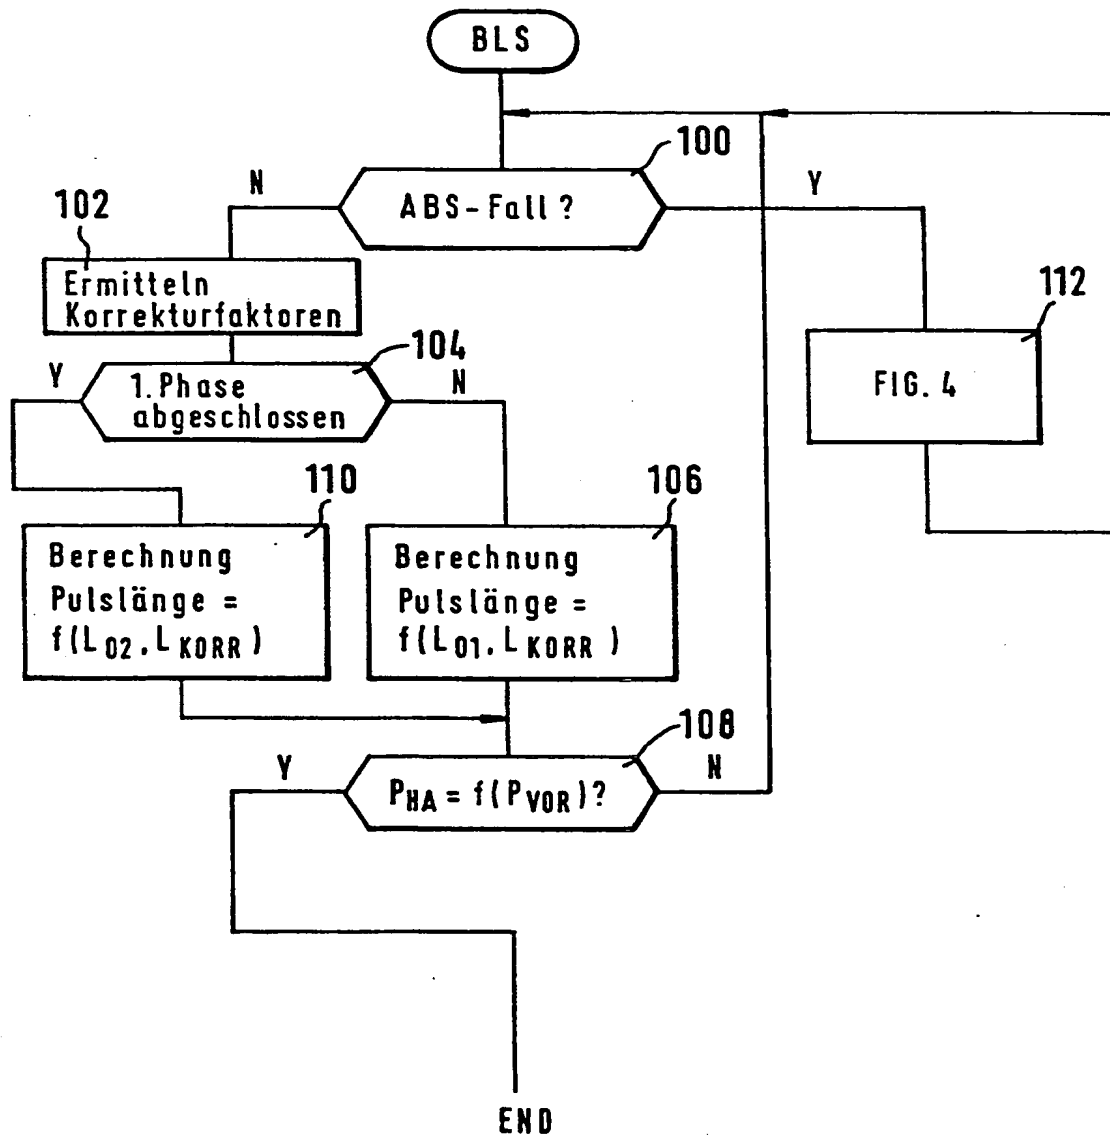 BLS
100
N
Y
ABS-Fall ?
102
Ermitteln
Korrekturfaktoren
112
FIG. 4
104
Y
N
1. Phase
abgeschlossen
110
106
Berechnung
Pulslänge =
f(L02, LKORR)
Berechnung
Pulslänge =
f(L01, LKORR)
108
Y
N
PHA = f(PVOR)?
END